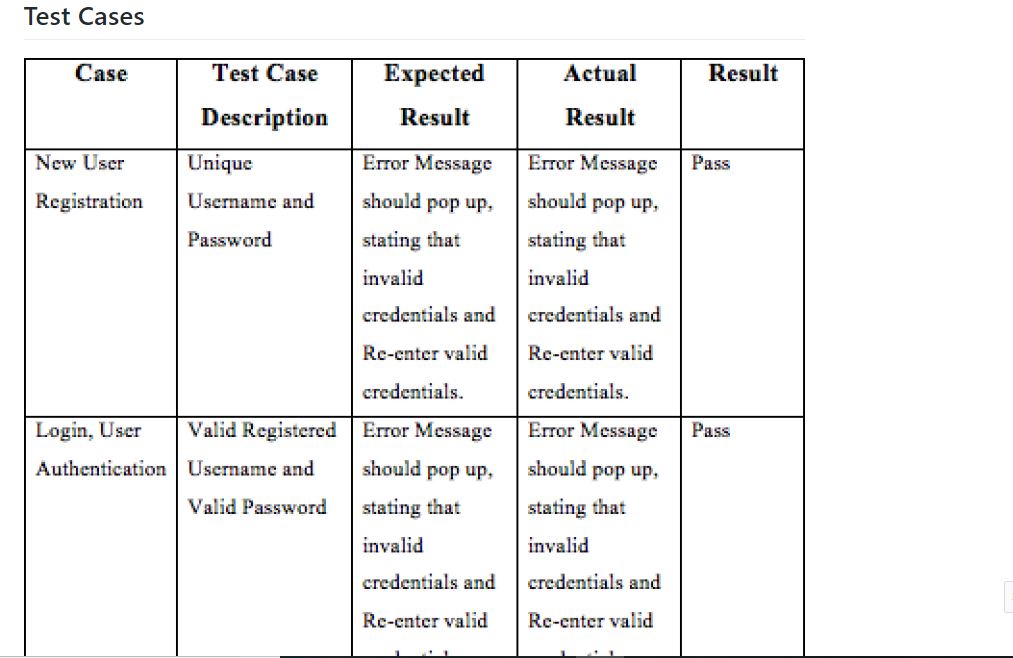 Test Cases
Case
Test Case
Description
Expected
Result
Actual
Result
Result
New User
Registration
Unique
Username and
Password
Error Message
should pop up,
stating that
invalid
credentials and
Re-enter valid
credentials.
Error Message
should pop up,
stating that
invalid
credentials and
Re-enter valid
credentials.
Pass
Login, User
Authentication
Valid Registered
Username and
Valid Password
Error Message
should pop up,
stating that
invalid
credentials and
Re-enter valid
Error Message
should pop up,
stating that
invalid
credentials and
Re-enter valid
Pass